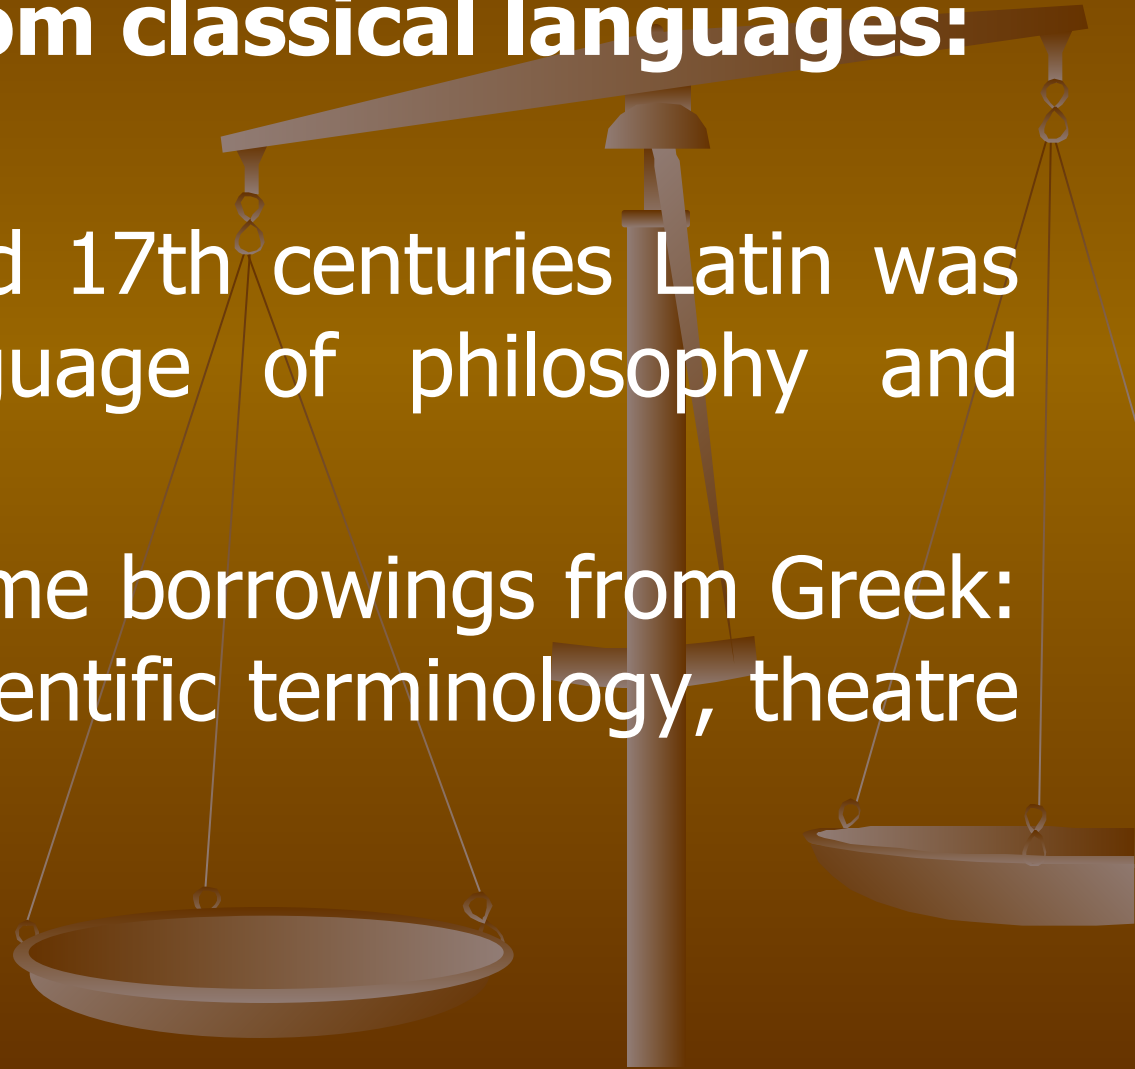 om classical languages:
d 17th centuries Latin was
guage of philosophy and
me borrowings from Greek:
entific terminology, theatre